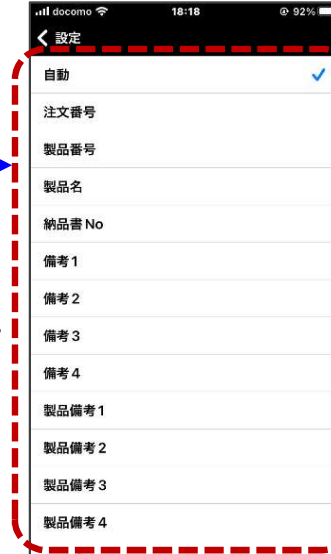 docomo 18:18 92%
設定
自動
注文番号
製品番号
製品名
納品書No
備考1
備考2
備考3
備考4
製品備考1
製品備考2
製品備考3
製品備考4